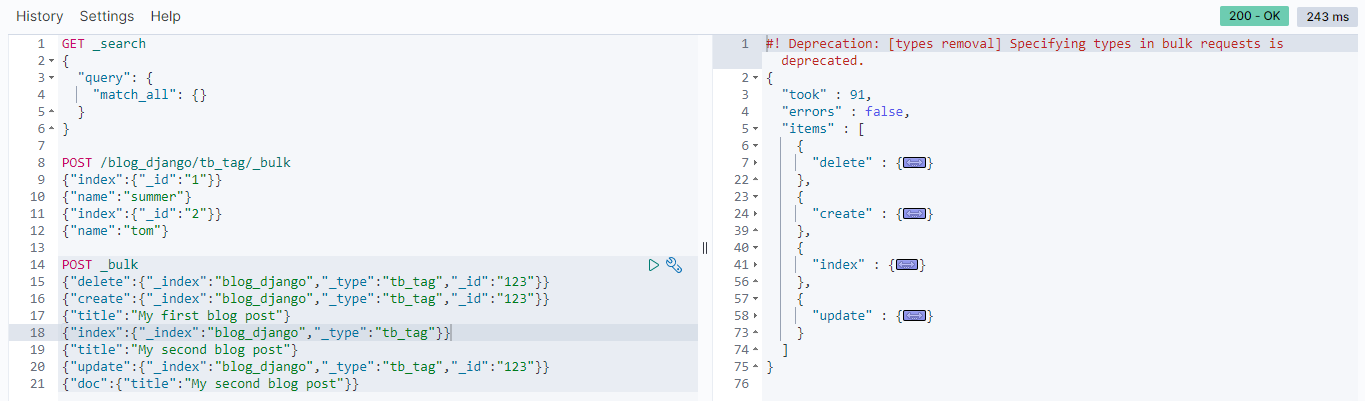 History Settings Help
200 - OK 243 ms
1 GET _search
2 {
3 "query": {
4 "match_all": {}
5 }
6 }
7
8 POST /blog_django/tb_tag/_bulk
9 {"index":{"_id":"1"}}
10 {"name":"summer"}
11 {"index":{"_id":"2"}}
12 {"name":"tom"}
13
14 POST _bulk
15 {"delete":{"_index":"blog_django","_type":"tb_tag","_id":"123"}}
16 {"create":{"_index":"blog_django","_type":"tb_tag","_id":"123"}}
17 {"title":"My first blog post"}
18 {"index":{"_index":"blog_django","_type":"tb_tag"}}
19 {"title":"My second blog post"}
20 {"update":{"_index":"blog_django","_type":"tb_tag","_id":"123"}}
21 {"doc":{"title":"My second blog post"}}
1 #! Deprecation: [types removal] Specifying types in bulk requests is
deprecated.
2 {
3 "took" : 91,
4 "errors" : false,
5 "items" : [
6 {
7 "delete" : {}
22 },
23 {
24 "create" : {}
39 },
40 {
41 "index" : {}
56 },
57 {
58 "update" : {}
73 }
74 ]
75 }
76